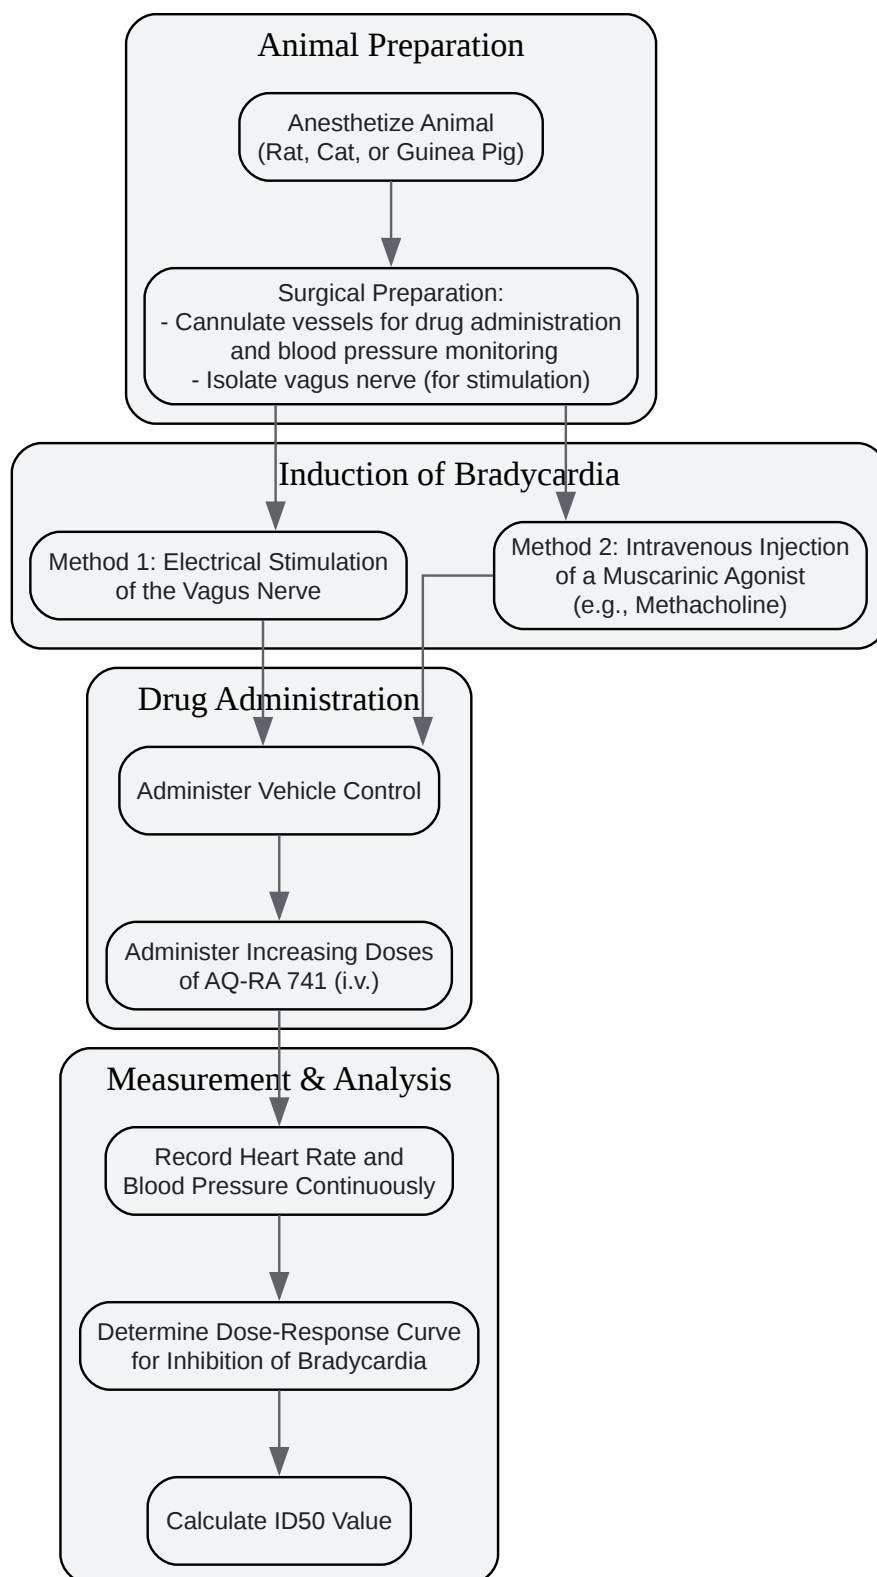 Animal Preparation
Anesthetize Animal
(Rat, Cat, or Guinea Pig)
Surgical Preparation:
- Cannulate vessels for drug administration
and blood pressure monitoring
- Isolate vagus nerve (for stimulation)
Induction of Bradycardia
Method 1: Electrical Stimulation
of the Vagus Nerve
Method 2: Intravenous Injection
of a Muscarinic Agonist
(e.g., Methacholine)
Drug Administration
Administer Vehicle Control
Administer Increasing Doses
of AQ-RA 741 (i.v.)
Measurement & Analysis
Record Heart Rate and
Blood Pressure Continuously
Determine Dose-Response Curve
for Inhibition of Bradycardia
Calculate ID50 Value